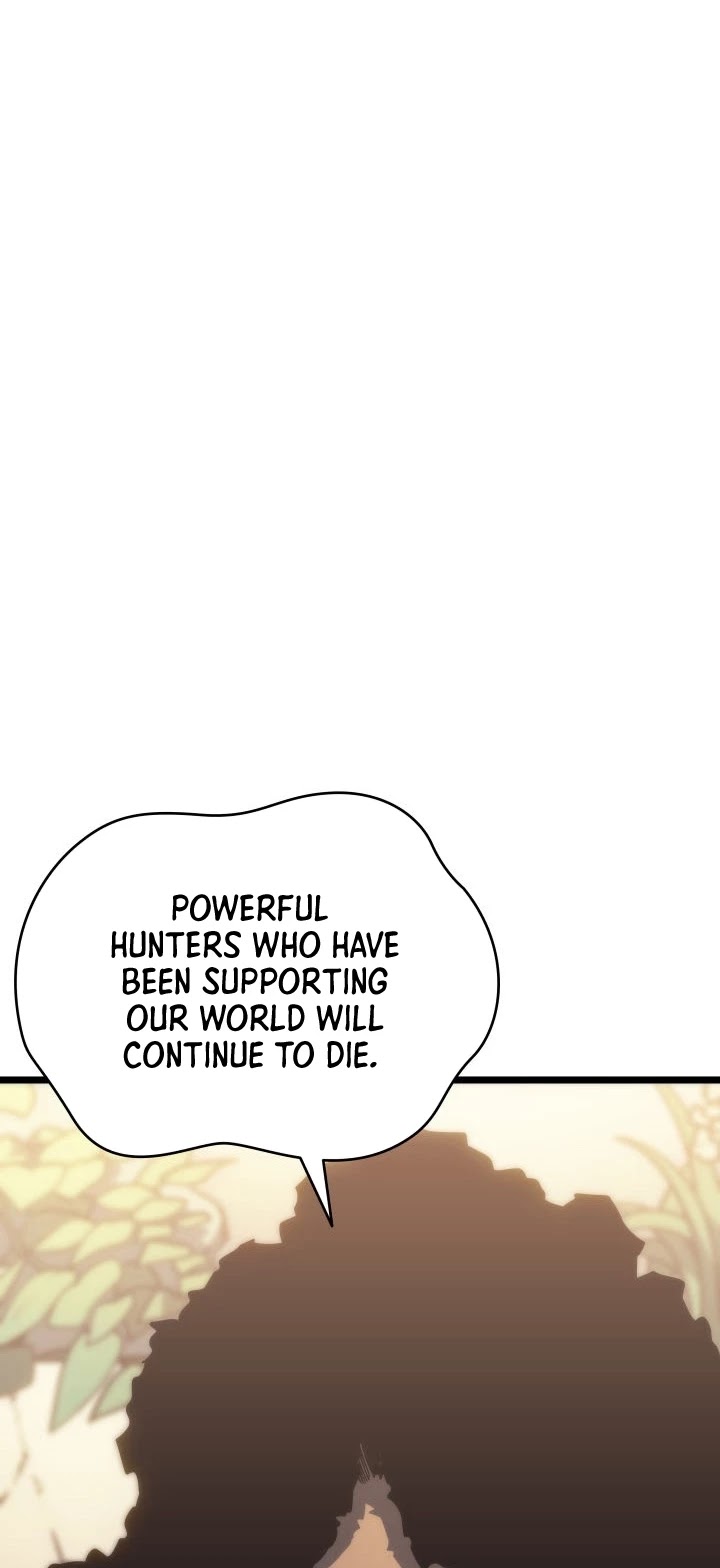 POWERFUL
HUNTERS WHO HAVE
BEEN SUPPORTING
OUR WORLD WILL
CONTINUE TO DIE.